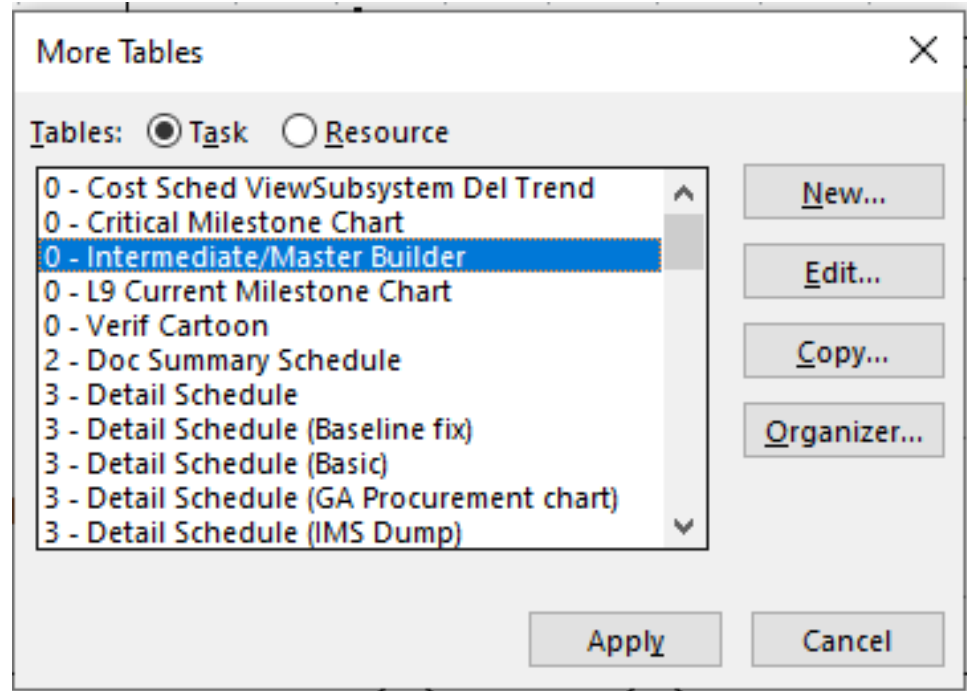 More Tables
Tables: Task Resource
0 - Cost Sched ViewSubsystem Del Trend
0 - Critical Milestone Chart
0 - Intermediate/Master Builder
0 - L9 Current Milestone Chart
0 - Verif Cartoon
2 - Doc Summary Schedule
3 - Detail Schedule
3 - Detail Schedule (Baseline fix)
3 - Detail Schedule (Basic)
3 - Detail Schedule (GA Procurement chart)
3 - Detail Schedule (IMS Dump)
New...
Edit...
Copy...
Organizer...
Apply Cancel